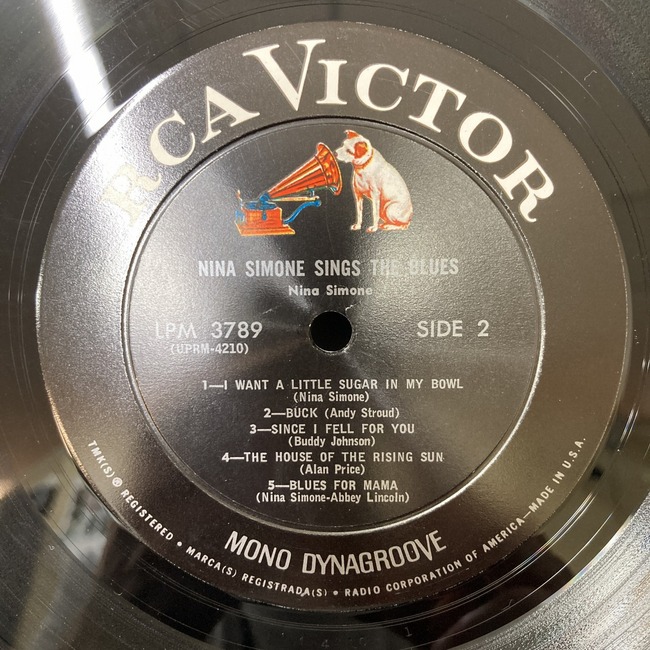 RCA VICTOR
NINA SIMONE SINGS THE BLUES
Nina Simone
LPM 3789
(UPRM-4210)
SIDE 2
1—I WANT A LITTLE SUGAR IN MY BOWL
(Nina Simone)
2—BUCK (Andy Stroud)
3—SINCE I FELL FOR YOU
(Buddy Johnson)
4—THE HOUSE OF THE RISING SUN
(Alan Price)
5—BLUES FOR MAMA
(Nina Simone-Abbey Lincoln)
MONO DYNAGROOVE
TMK(S) ® REGISTERED • MARCA(S) REGISTRADA(S) • RADIO CORPORATION OF AMERICA—MADE IN U.S.A.